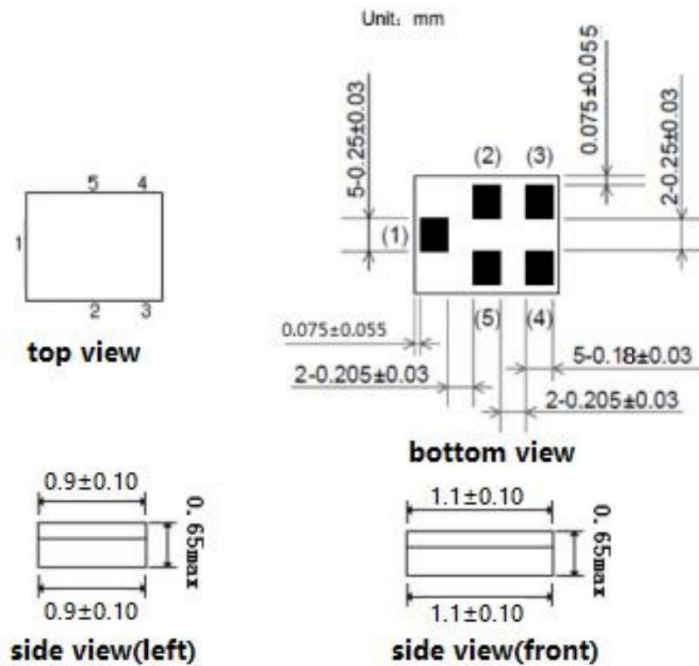 Unit: mm
5-0.25±0.03
0.075±0.055
2-0.25±0.03
(2) (3)
(1)
(5) (4)
0.075±0.055
5-0.18±0.03
2-0.205±0.03
2-0.205±0.03
bottom view
5 4
1
2 3
top view
0.9±0.10
0.65max
0.9±0.10
side view(left)
1.1±0.10
0.65max
1.1±0.10
side view(front)